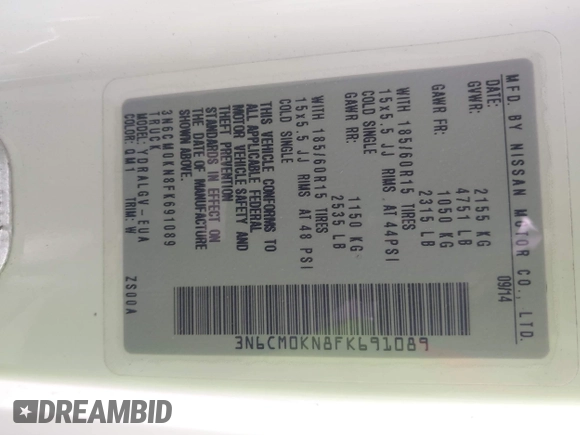 MFD. BY NISSAN MOTOR CO., LTD.
DATE: 09/14
GVWR: 2155 KG
4751 LB
GAWR FR: 1050 KG
2315 LB
WITH 185/60R15 TIRES
15x5.5 JJ RIMS AT 44PSI
COLD SINGLE
GAWR RR: 1150 KG
2535 LB
WITH 185/60R15 TIRES
15x5.5 JJ RIMS AT 48 PSI
COLD SINGLE
THIS VEHICLE CONFORMS TO
ALL APPLICABLE FEDERAL
MOTOR VEHICLE SAFETY AND
THEFT PREVENTION
STANDARDS IN EFFECT ON
THE DATE OF MANUFACTURE
SHOWN ABOVE.
3N6CM0KN8FK691089
TRUCK
MODEL: YDRALGV-EUA
COLOR: QM1 TRIM: W ZS00A
3N6CM0KN8FK691089
DREAMBID